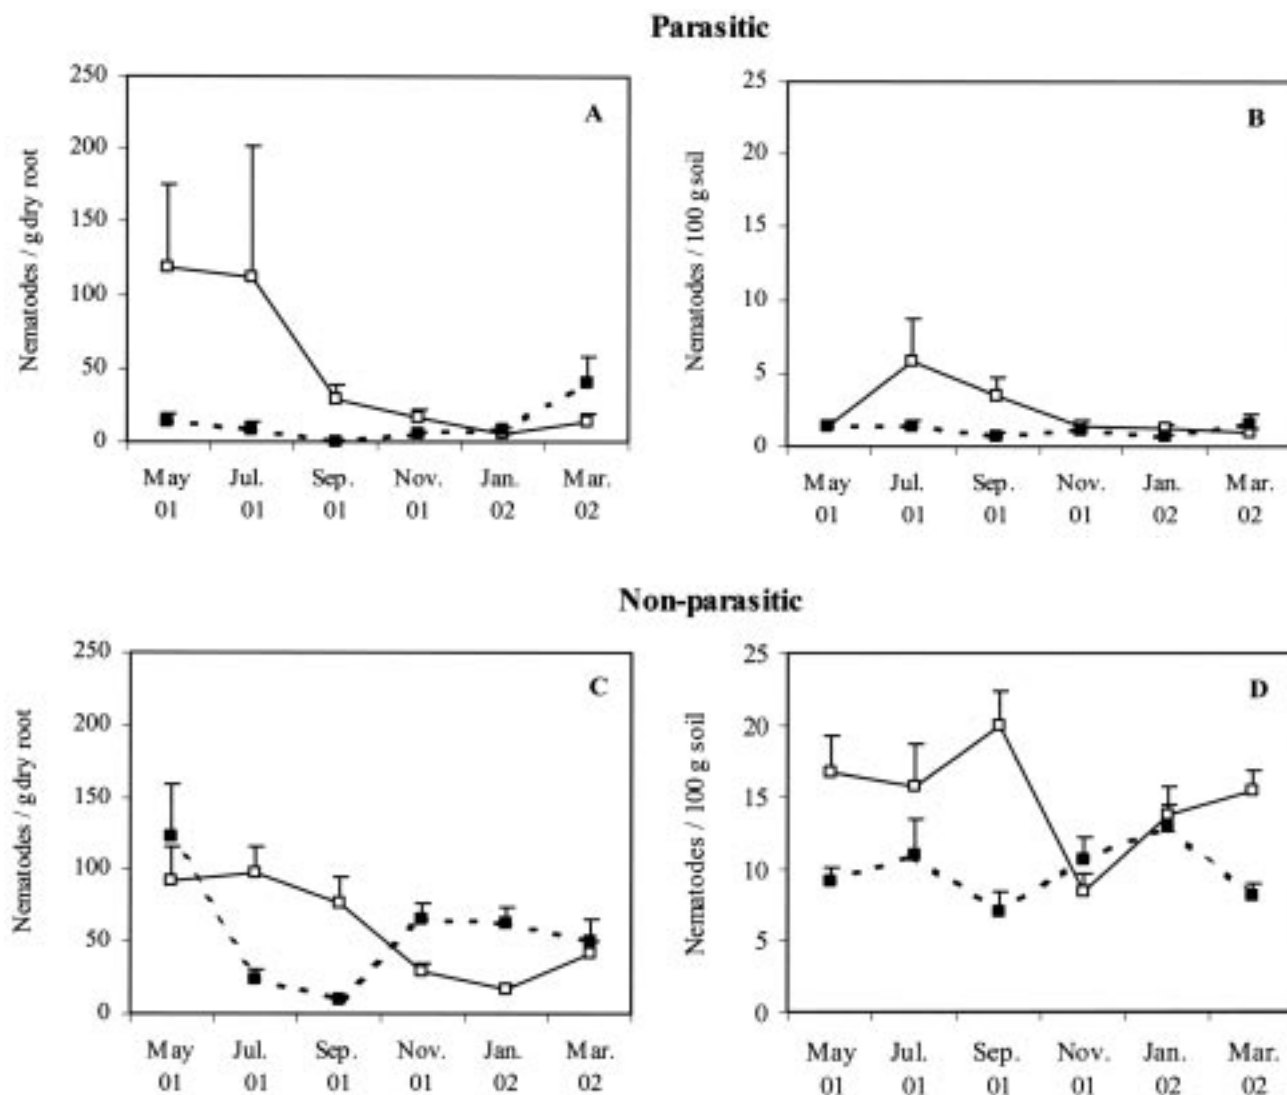 Parasitic
Nematodes / g dry root
250
200
150
100
50
0
A
May Jul. Sep. Nov. Jan. Mar.
01 01 01 01 02 02
Nematodes / 100 g soil
25
20
15
10
5
0
B
May Jul. Sep. Nov. Jan. Mar.
01 01 01 01 02 02
Non-parasitic
Nematodes / g dry root
250
200
150
100
50
0
C
May Jul. Sep. Nov. Jan. Mar.
01 01 01 01 02 02
Nematodes / 100 g soil
25
20
15
10
5
0
D
May Jul. Sep. Nov. Jan. Mar.
01 01 01 01 02 02